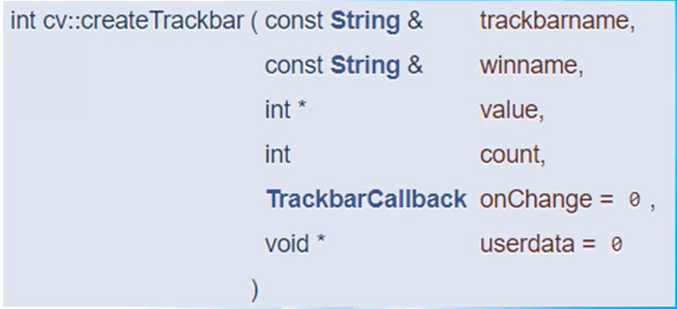 int cv::createTrackbar ( const String & trackbarname,
const String & winname,
int * value,
int count,
TrackbarCallback onChange = 0 ,
void * userdata = 0
)